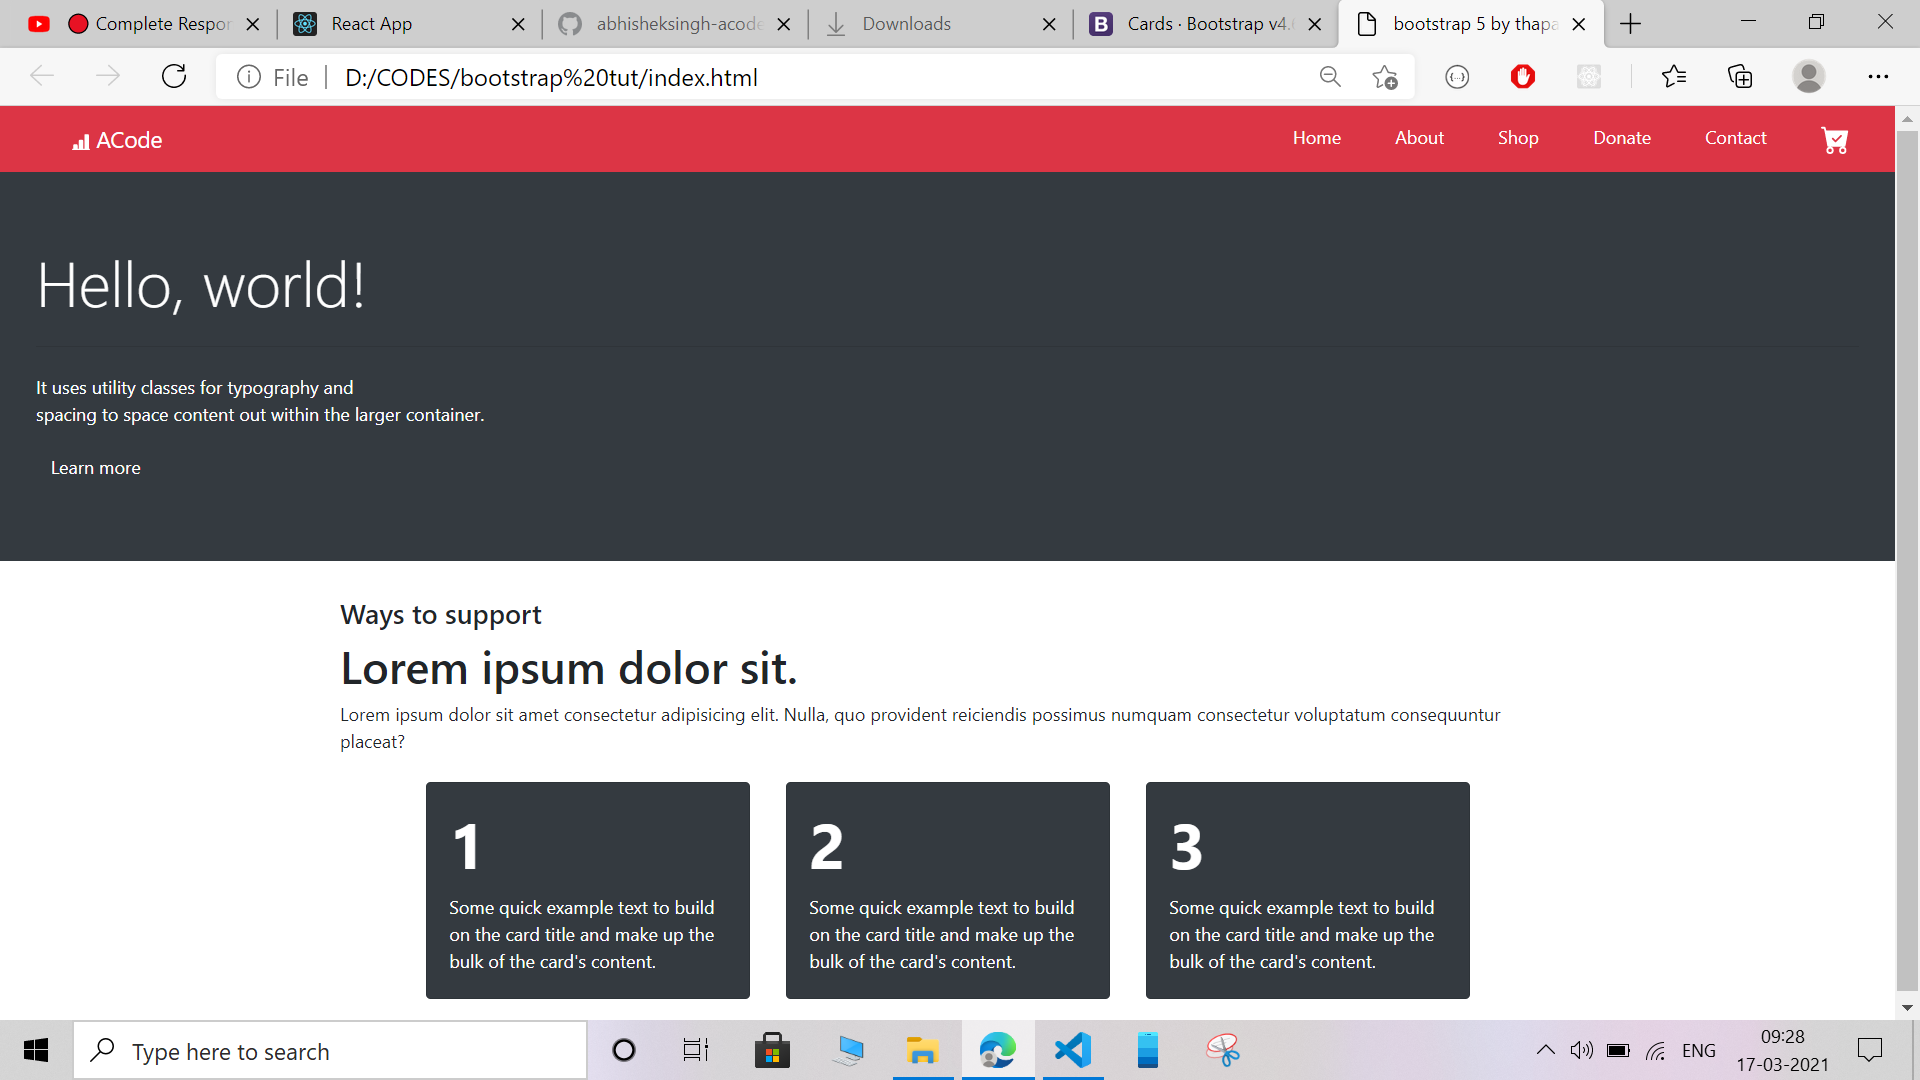 Complete Respor
React App
abhisheksingh-acode
Downloads
Cards · Bootstrap v4.6
bootstrap 5 by thapa
File
D:/CODES/bootstrap%20tut/index.html
ACode
Home
About
Shop
Donate
Contact
Hello, world!
It uses utility classes for typography and
spacing to space content out within the larger container.
Learn more
Ways to support
Lorem ipsum dolor sit.
Lorem ipsum dolor sit amet consectetur adipisicing elit. Nulla, quo provident reiciendis possimus numquam consectetur voluptatum consequuntur
placeat?
1
Some quick example text to build
on the card title and make up the
bulk of the card's content.
2
Some quick example text to build
on the card title and make up the
bulk of the card's content.
3
Some quick example text to build
on the card title and make up the
bulk of the card's content.
Type here to search
ENG
09:28
17-03-2021